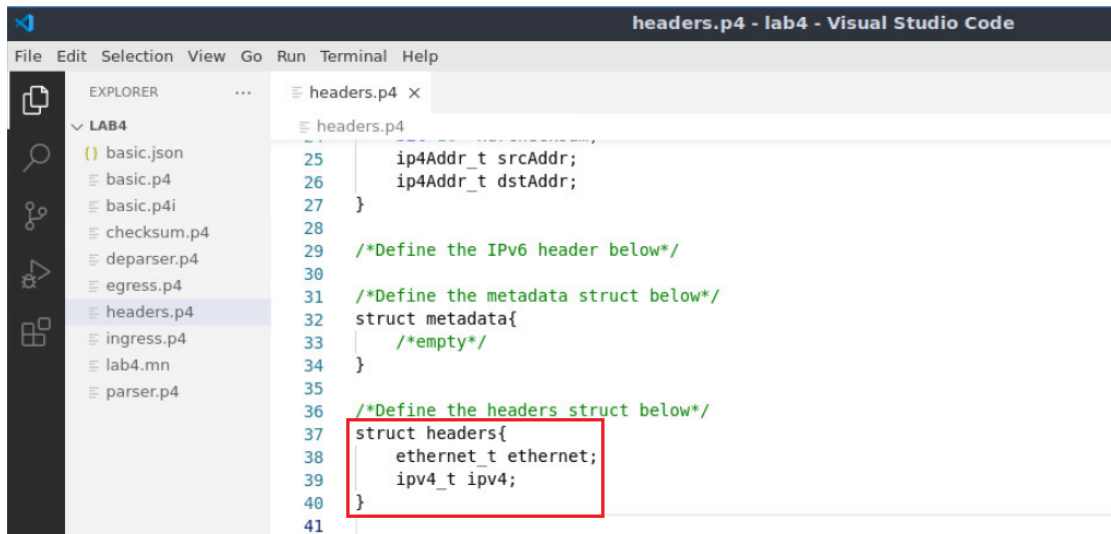 headers.p4 - lab4 - Visual Studio Code
File Edit Selection View Go Run Terminal Help
EXPLORER ... headers.p4 ×
LAB4
headers.p4
{} basic.json
basic.p4
basic.p4i
checksum.p4
deparser.p4
egress.p4
headers.p4
ingress.p4
lab4.mn
parser.p4
25 ip4Addr_t srcAddr;
26 ip4Addr_t dstAddr;
27 }
28
29 /*Define the IPv6 header below*/
30
31 /*Define the metadata struct below*/
32 struct metadata{
33 /*empty*/
34 }
35
36 /*Define the headers struct below*/
37 struct headers{
38 ethernet_t ethernet;
39 ipv4_t ipv4;
40 }
41